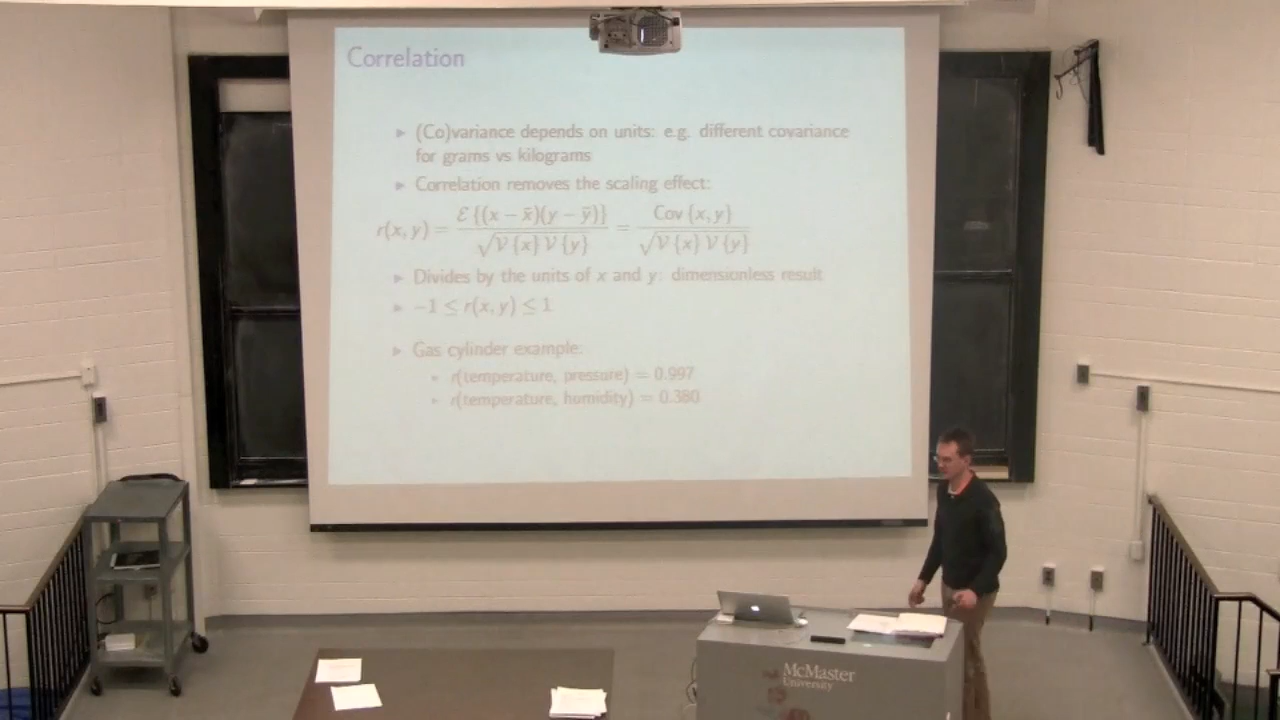 Correlation
▸ (Co)variance depends on units: e.g. different covariance
for grams vs kilograms
▸ Correlation removes the scaling effect:
r(x, y) = ℰ {(x − x̄)(y − ȳ)} / √(𝒱 {x} 𝒱 {y}) = Cov {x, y} / √(𝒱 {x} 𝒱 {y})
▸ Divides by the units of x and y: dimensionless result
▸ −1 ≤ r(x, y) ≤ 1
▸ Gas cylinder example:
▸ r(temperature, pressure) = 0.997
▸ r(temperature, humidity) = 0.380
McMaster
University